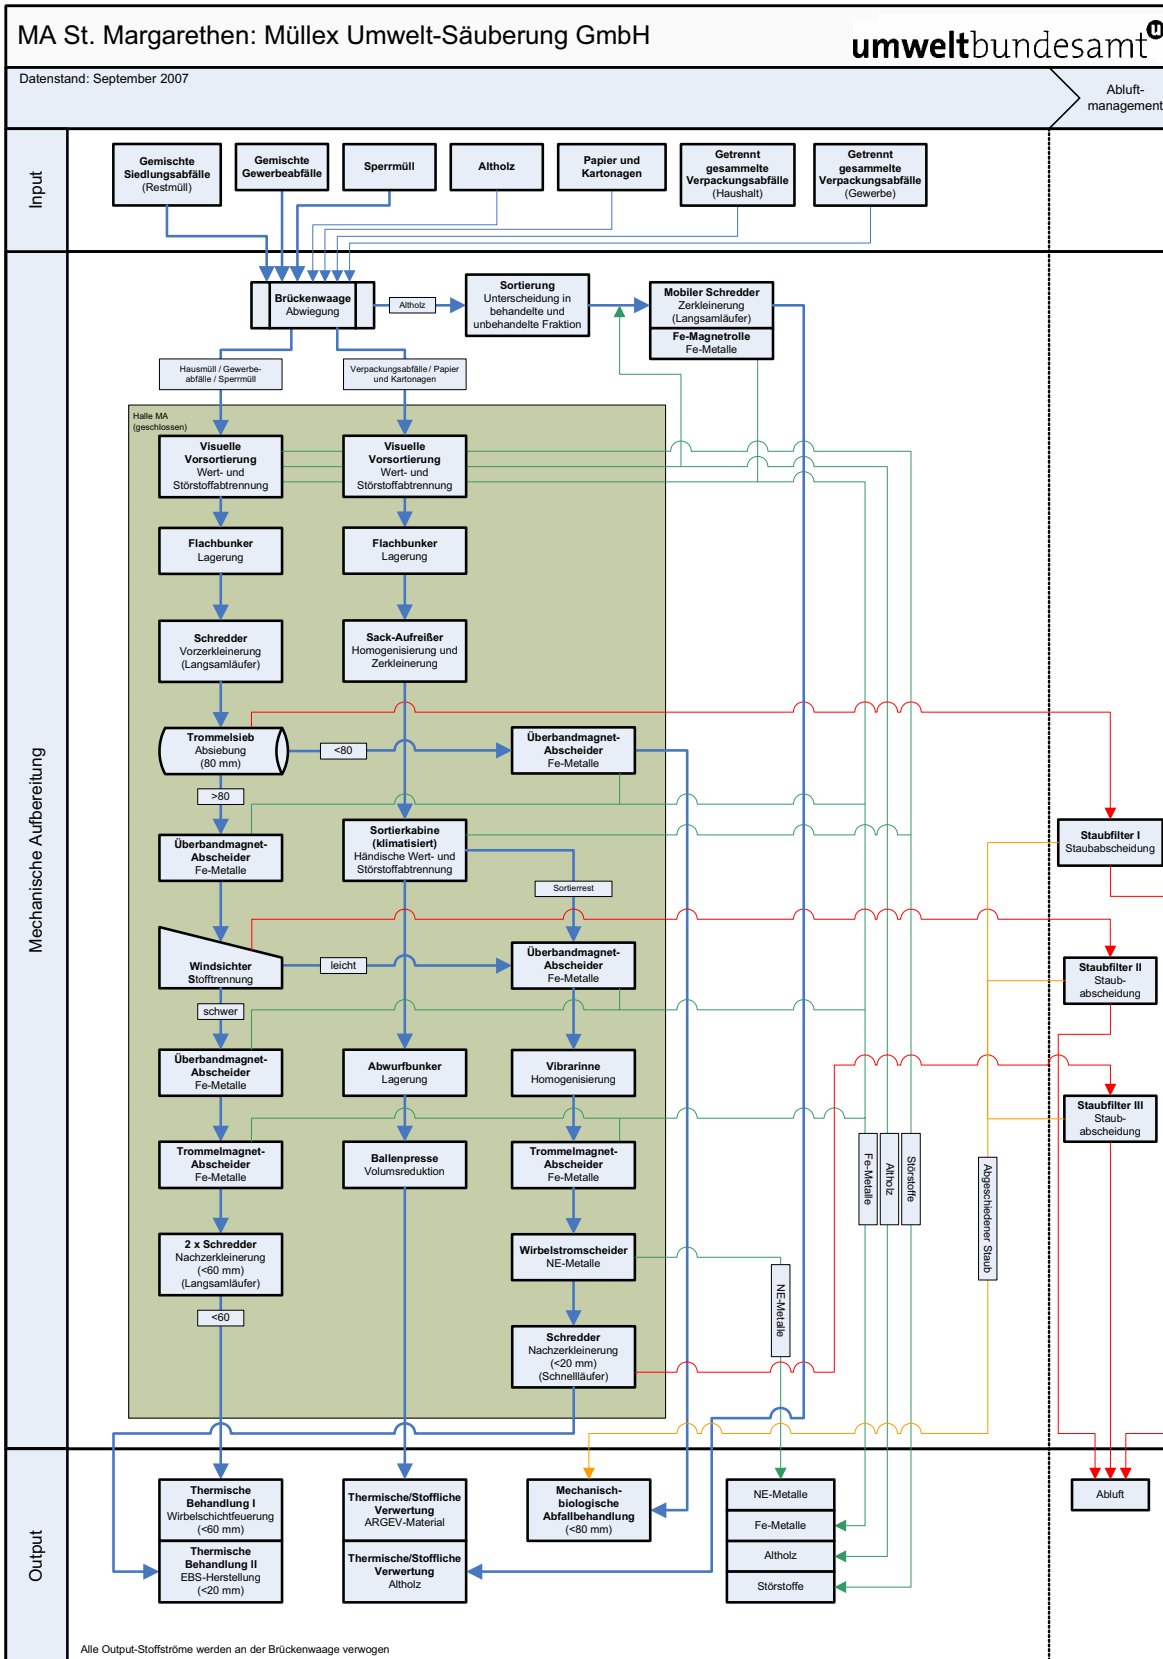 MA St. Margarethen: Müllex Umwelt-Säuberung GmbH
umweltbundesamt
Datenstand: September 2007
Abluft-
management
Input
Gemischte
Siedlungsabfälle
(Restmüll)
Gemischte
Gewerbeabfälle
Sperrmüll
Altholz
Papier und
Kartonagen
Getrennt
gesammelte
Verpackungsabfälle
(Haushalt)
Getrennt
gesammelte
Verpackungsabfälle
(Gewerbe)
Mechanische Aufbereitung
Brückenwaage
Abwiegung
Altholz
Sortierung
Unterscheidung in
behandelte und
unbehandelte Fraktion
Mobiler Schredder
Zerkleinerung
(Langsamläufer)
Fe-Magnetrolle
Fe-Metalle
Hausmüll / Gewerbe-
abfälle / Sperrmüll
Verpackungsabfälle / Papier
und Kartonagen
Halle MA
(geschlossen)
Visuelle
Vorsortierung
Wert- und
Störstoffabtrennung
Visuelle
Vorsortierung
Wert- und
Störstoffabtrennung
Flachbunker
Lagerung
Flachbunker
Lagerung
Schredder
Vorzerkleinerung
(Langsamläufer)
Sack-Aufreißer
Homogenisierung und
Zerkleinerung
Trommelsieb
Absiebung
(80 mm)
<80
Überbandmagnet-
Abscheider
Fe-Metalle
>80
Überbandmagnet-
Abscheider
Fe-Metalle
Sortierkabine
(klimatisiert)
Händische Wert- und
Störstoffabtrennung
Sortierrest
Staubfilter I
Staubabscheidung
Windsichter
Stofftrennung
leicht
Überbandmagnet-
Abscheider
Fe-Metalle
Staubfilter II
Staub-
abscheidung
schwer
Überbandmagnet-
Abscheider
Fe-Metalle
Abwurfbunker
Lagerung
Vibrarinne
Homogenisierung
Staubfilter III
Staub-
abscheidung
Trommelmagnet-
Abscheider
Fe-Metalle
Ballenpresse
Volumsreduktion
Trommelmagnet-
Abscheider
Fe-Metalle
Fe-Metalle
Altholz
Störstoffe
Abgeschiedener Staub
2 x Schredder
Nachzerkleinerung
(<60 mm)
(Langsamläufer)
Wirbelstromscheider
NE-Metalle
NE-Metalle
<60
Schredder
Nachzerkleinerung
(<20 mm)
(Schnelläufer)
Output
Thermische
Behandlung I
Wirbelschichtfeuerung
(<60 mm)
Thermische
Behandlung II
EBS-Herstellung
(<20 mm)
Thermische/Stoffliche
Verwertung
ARGEV-Material
Thermische/Stoffliche
Verwertung
Altholz
Mechanisch-
biologische
Abfallbehandlung
(<80 mm)
NE-Metalle
Fe-Metalle
Altholz
Störstoffe
Abluft
Alle Output-Stoffströme werden an der Brückenwaage verwogen